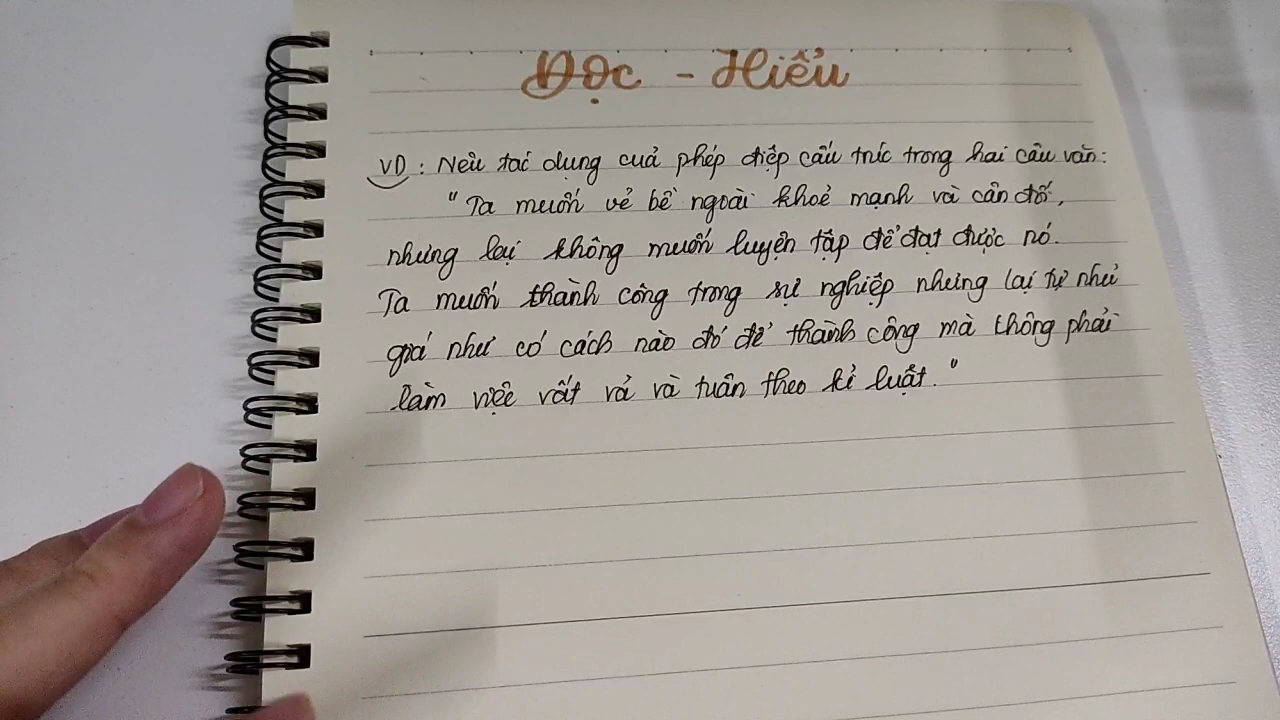 Đọc - Hiểu
VD : Nêu tác dụng của phép điệp cấu trúc trong hai câu văn:
"Ta muốn vẻ bề ngoài khoẻ mạnh và cân đối,
nhưng lại không muốn luyện tập để đạt được nó.
Ta muốn thành công trong sự nghiệp nhưng lại tự như
giá như có cách nào đó để thành công mà không phải
làm việc vất vả và tuân theo kỉ luật."